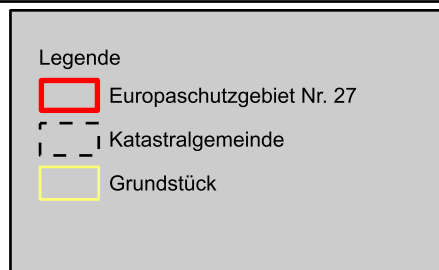 Legende
Europaschutzgebiet Nr. 27
Katastralgemeinde
Grundstück